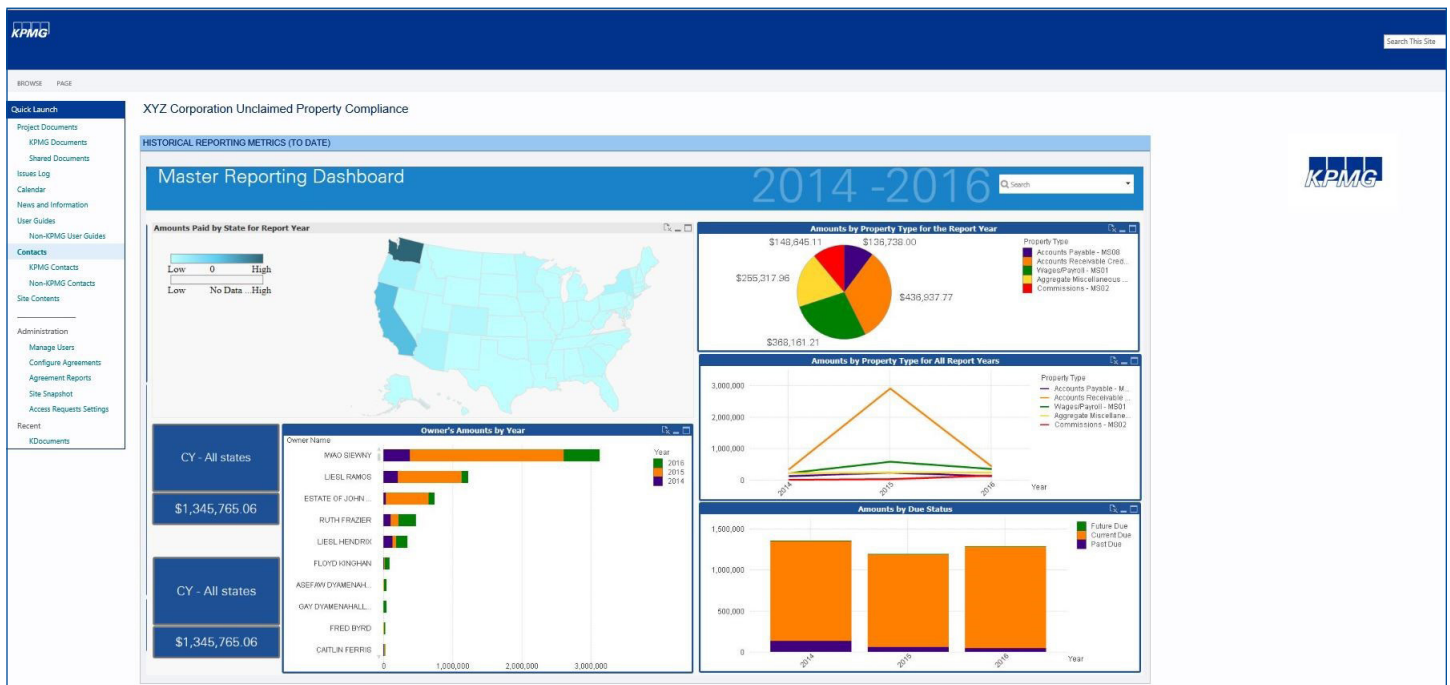 KPMG
Search This Site
BROWSE PAGE
Quick Launch
Project Documents
KPMG Documents
Shared Documents
Issues Log
Calendar
News and Information
User Guides
Non-KPMG User Guides
Contacts
KPMG Contacts
Non-KPMG Contacts
Site Contents
Administration
Manage Users
Configure Agreements
Agreement Reports
Site Snapshot
Access Requests Settings
Recent
KDocuments
XYZ Corporation Unclaimed Property Compliance
HISTORICAL REPORTING METRICS (TO DATE)
Master Reporting Dashboard
2014 -2016
Search
KPMG
Amounts Paid by State for Report Year
Low 0 High
Low No Data ...High
Amounts by Property Type for the Report Year
$148,645.11
$136,738.00
$255,317.96
$436,937.77
$368,161.21
Property Type
Accounts Payable - MS08
Accounts Receivable Cred...
Wages/Payroll - MS01
Aggregate Miscellaneous ...
Commissions - MS02
Amounts by Property Type for All Report Years
3,000,000
2,000,000
1,000,000
0
2014
2015
2016
Year
Property Type
Accounts Payable - M...
Accounts Receivable ...
Wages/Payroll - MS01
Aggregate Miscellane...
Commissions - MS02
CY - All states
$1,345,765.06
CY - All states
$1,345,765.06
Owner's Amounts by Year
Owner Name
IWAO SIEWNY
LIESL RAMOS
ESTATE OF JOHN ...
RUTH FRAZIER
LIESL HENDRIX
FLOYD KINGHAN
ASEFAW DYAMENAH...
GAY DYAMENAHALL...
FRED BYRD
CAITLIN FERRIS
0 1,000,000 2,000,000 3,000,000
Year
2016
2015
2014
Amounts by Due Status
1,500,000
1,000,000
500,000
0
2014
2015
2016
Year
Future Due
Current Due
Past Due